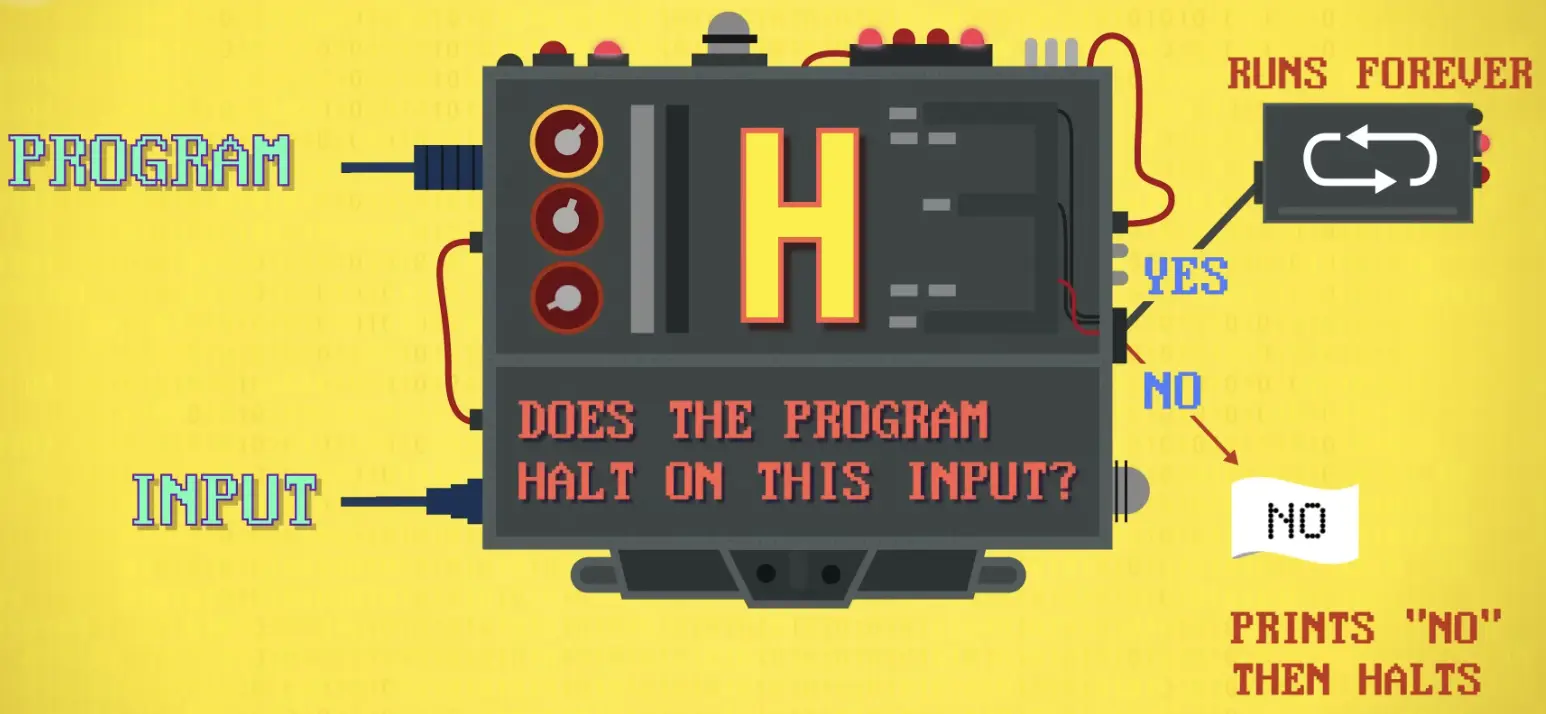 RUNS FOREVER
PROGRAM
H
YES
NO
DOES THE PROGRAM
HALT ON THIS INPUT?
INPUT
NO
PRINTS "NO"
THEN HALTS